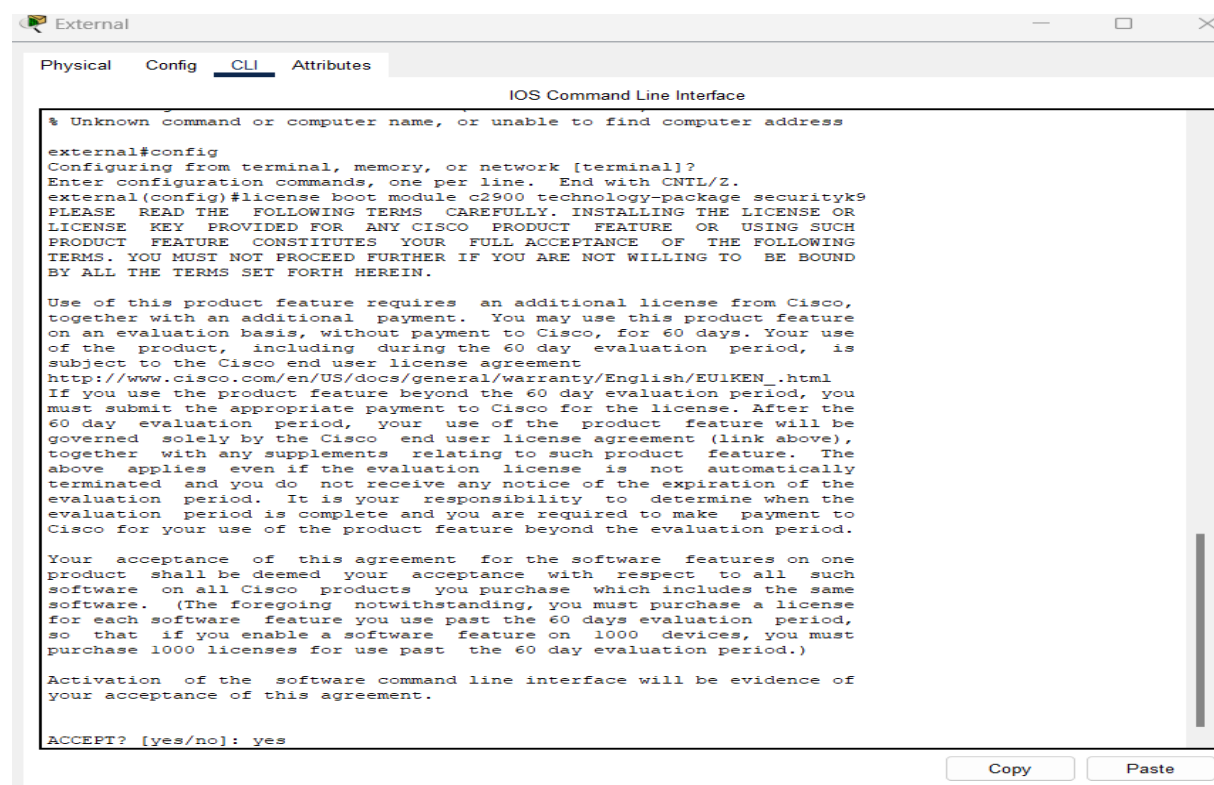 External
Physical Config CLI Attributes
IOS Command Line Interface
% Unknown command or computer name, or unable to find computer address
external#config
Configuring from terminal, memory, or network [terminal]?
Enter configuration commands, one per line. End with CNTL/Z.
external(config)#license boot module c2900 technology-package securityk9
PLEASE READ THE FOLLOWING TERMS CAREFULLY. INSTALLING THE LICENSE OR
LICENSE KEY PROVIDED FOR ANY CISCO PRODUCT FEATURE OR USING SUCH
PRODUCT FEATURE CONSTITUTES YOUR FULL ACCEPTANCE OF THE FOLLOWING
TERMS. YOU MUST NOT PROCEED FURTHER IF YOU ARE NOT WILLING TO BE BOUND
BY ALL THE TERMS SET FORTH HEREIN.
Use of this product feature requires an additional license from Cisco,
together with an additional payment. You may use this product feature
on an evaluation basis, without payment to Cisco, for 60 days. Your use
of the product, including during the 60 day evaluation period, is
subject to the Cisco end user license agreement
http://www.cisco.com/en/US/docs/general/warranty/English/EU1KEN_.html
If you use the product feature beyond the 60 day evaluation period, you
must submit the appropriate payment to Cisco for the license. After the
60 day evaluation period, your use of the product feature will be
governed solely by the Cisco end user license agreement (link above),
together with any supplements relating to such product feature. The
above applies even if the evaluation license is not automatically
terminated and you do not receive any notice of the expiration of the
evaluation period. It is your responsibility to determine when the
evaluation period is complete and you are required to make payment to
Cisco for your use of the product feature beyond the evaluation period.
Your acceptance of this agreement for the software features on one
product shall be deemed your acceptance with respect to all such
software on all Cisco products you purchase which includes the same
software. (The foregoing notwithstanding, you must purchase a license
for each software feature you use past the 60 days evaluation period,
so that if you enable a software feature on 1000 devices, you must
purchase 1000 licenses for use past the 60 day evaluation period.)
Activation of the software command line interface will be evidence of
your acceptance of this agreement.
ACCEPT? [yes/no]: yes
Copy Paste